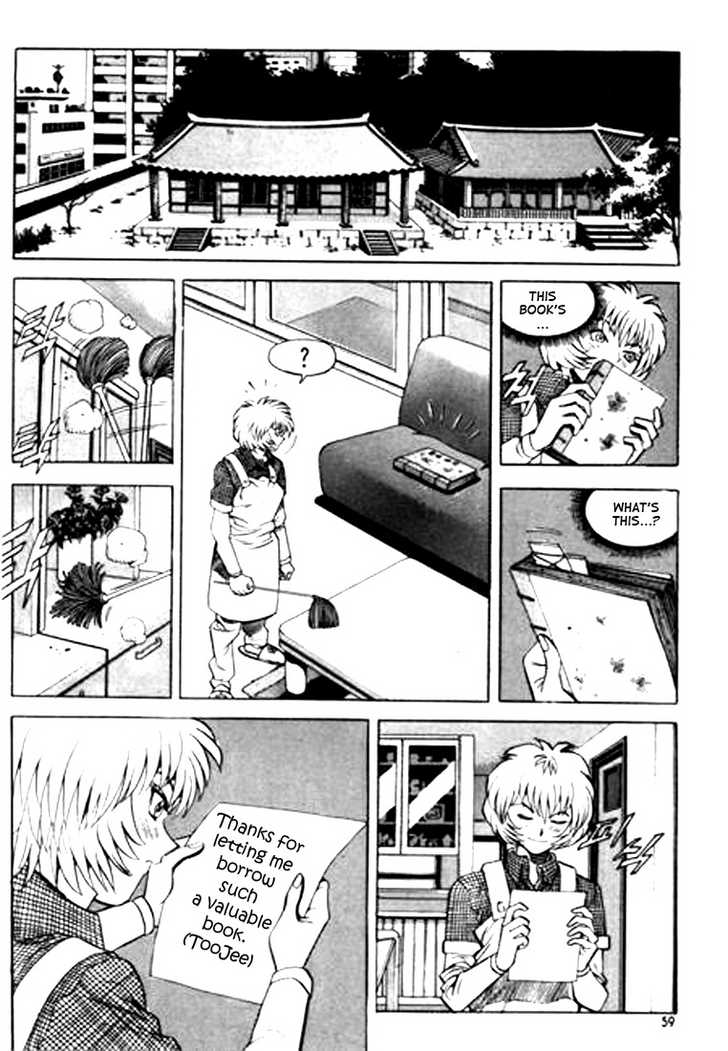 ?
THIS
BOOK'S
...
WHAT'S
THIS...?
Thanks for
letting me
borrow
such
a valuable
book.
(TooJee)
59